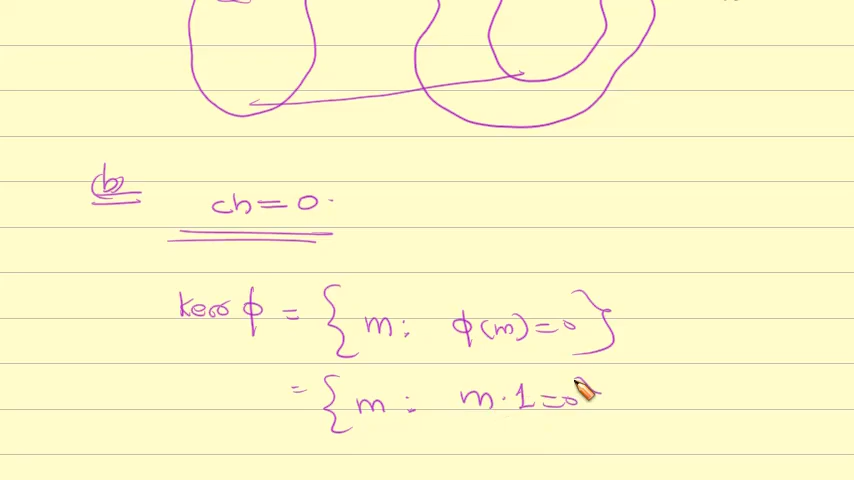 (b)
ch = 0.
ker φ = { m : φ(m) = 0 }
= { m : m · 1 = 0 }